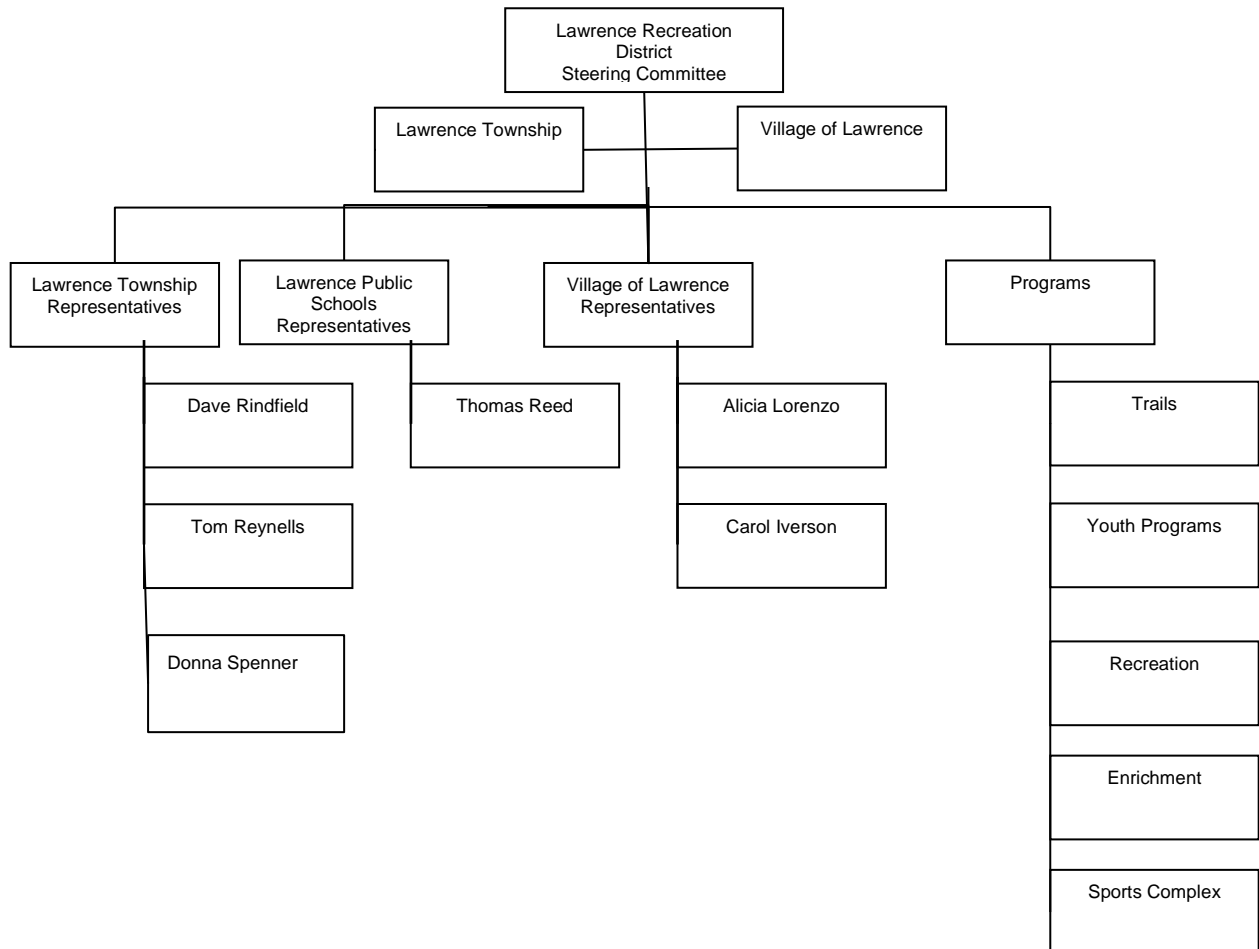 Lawrence Recreation
District
Steering Committee
Lawrence Township
Village of Lawrence
Lawrence Township
Representatives
Lawrence Public
Schools
Representatives
Village of Lawrence
Representatives
Programs
Dave Rindfield
Thomas Reed
Alicia Lorenzo
Trails
Tom Reynells
Carol Iverson
Youth Programs
Donna Spenner
Recreation
Enrichment
Sports Complex